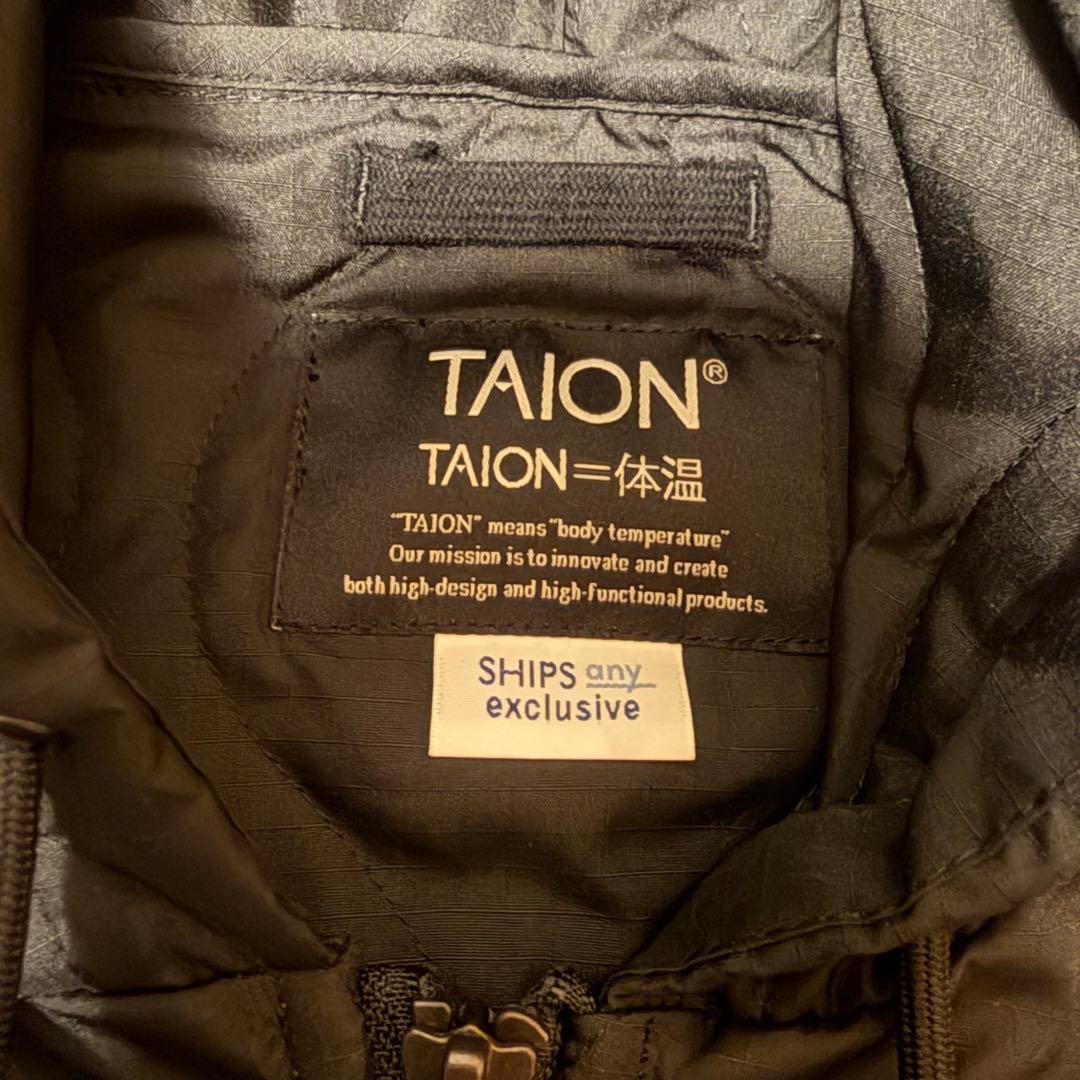 TAION®
TAION=体温
"TAION" means "body temperature"
Our mission is to innovate and create
both high-design and high-functional products.
SHIPS any
exclusive